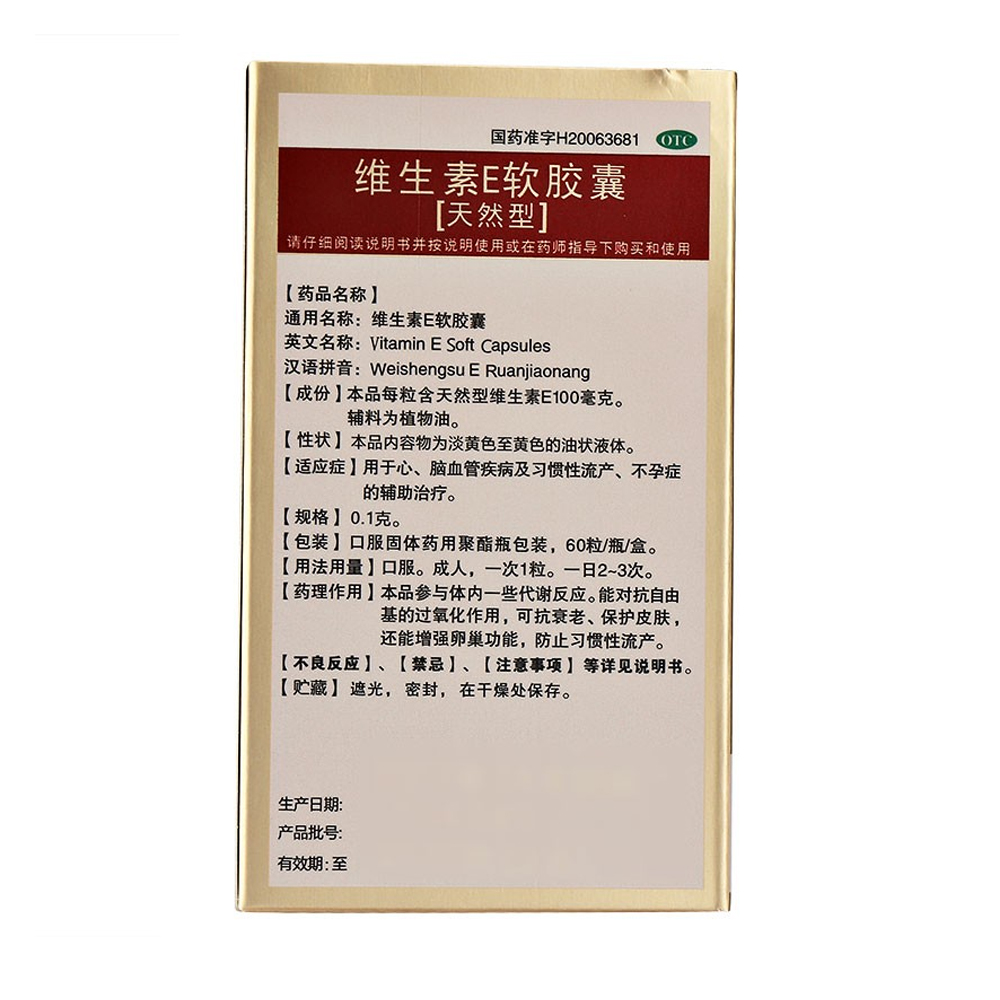 国药准字H20063681 OTC
维生素E软胶囊
[天然型]
请仔细阅读说明书并按说明使用或在药师指导下购买和使用
【药品名称】
通用名称：维生素E软胶囊
英文名称：Vitamin E Soft Capsules
汉语拼音：Weishengsu E Ruanjiaonang
【成份】本品每粒含天然型维生素E100毫克。
辅料为植物油。
【性状】本品内容物为淡黄色至黄色的油状液体。
【适应症】用于心、脑血管疾病及习惯性流产、不孕症
的辅助治疗。
【规格】0.1克。
【包装】口服固体药用聚酯瓶包装，60粒/瓶/盒。
【用法用量】口服。成人，一次1粒。一日2~3次。
【药理作用】本品参与体内一些代谢反应。能对抗自由
基的过氧化作用，可抗衰老、保护皮肤，
还能增强卵巢功能，防止习惯性流产。
【不良反应】、【禁忌】、【注意事项】等详见说明书。
【贮藏】遮光，密封，在干燥处保存。
生产日期:
产品批号:
有效期:至